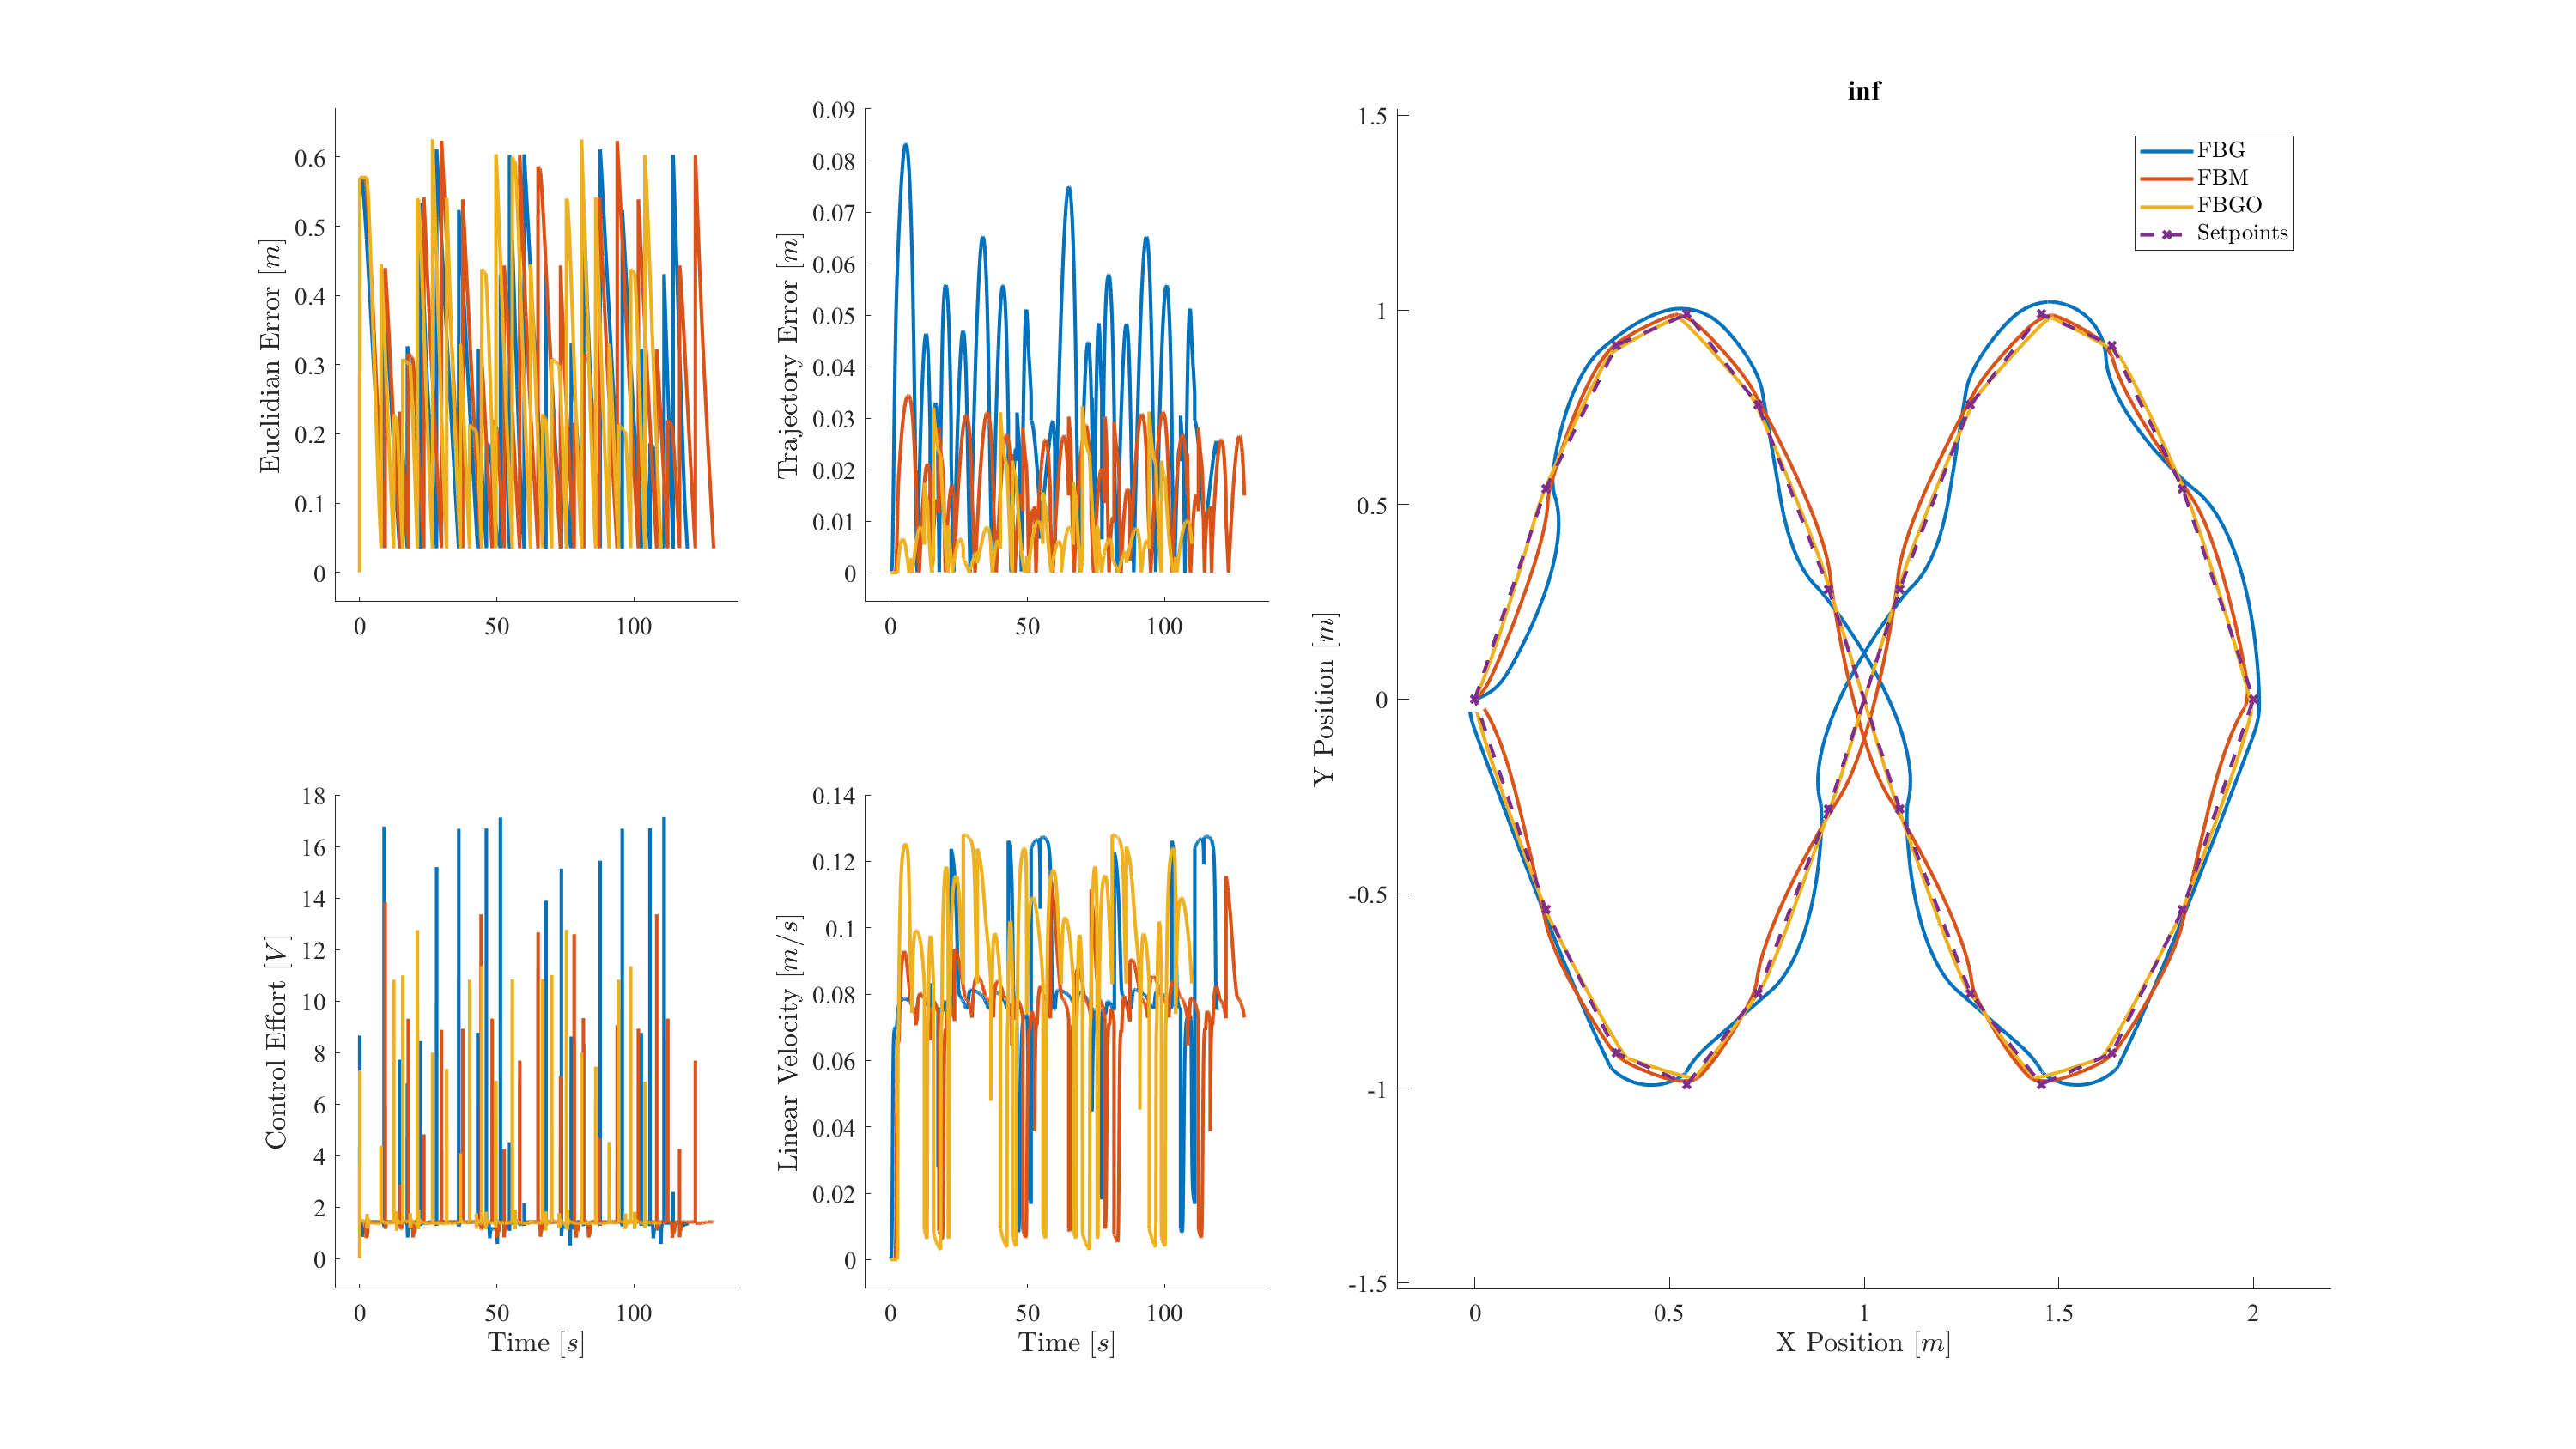 0.6
0.5
0.4
0.3
0.2
0.1
0
Euclidian Error [m]
0 50 100
0.09
0.08
0.07
0.06
0.05
0.04
0.03
0.02
0.01
0
Trajectory Error [m]
0 50 100
18
16
14
12
10
8
6
4
2
0
Control Effort [V]
0 50 100
Time [s]
0.14
0.12
0.1
0.08
0.06
0.04
0.02
0
Linear Velocity [m/s]
0 50 100
Time [s]
inf
FBG
FBM
FBGO
Setpoints
1.5
1
0.5
0
-0.5
-1
-1.5
Y Position [m]
0 0.5 1 1.5 2
X Position [m]